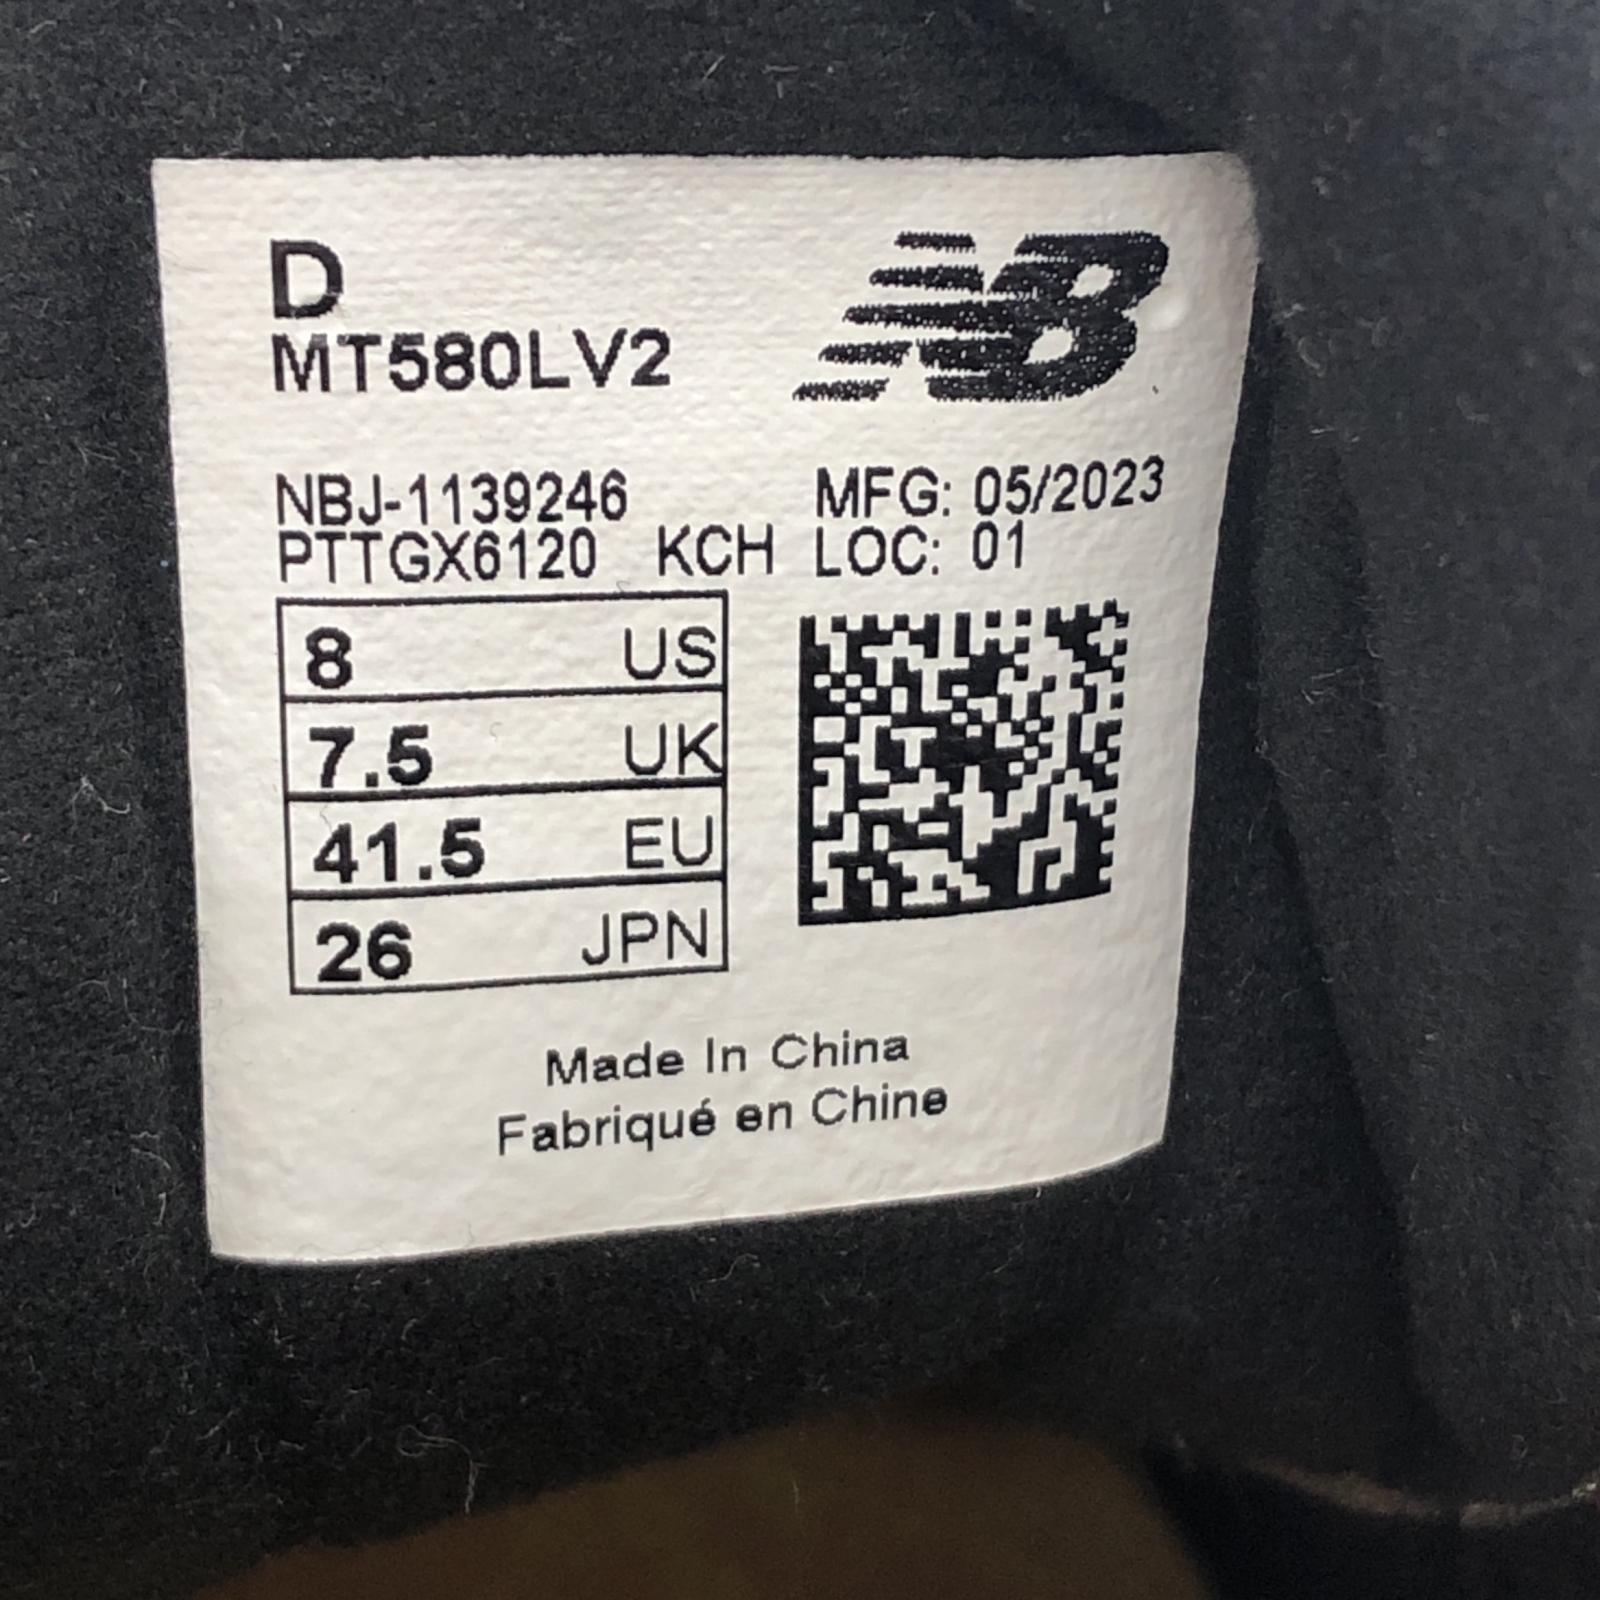 D
NB
MT580LV2
NBJ-1139246 MFG: 05/2023
PTTGX6120 KCH LOC: 01
8 US
7.5 UK
41.5 EU
26 JPN
Made In China
Fabriqué en Chine